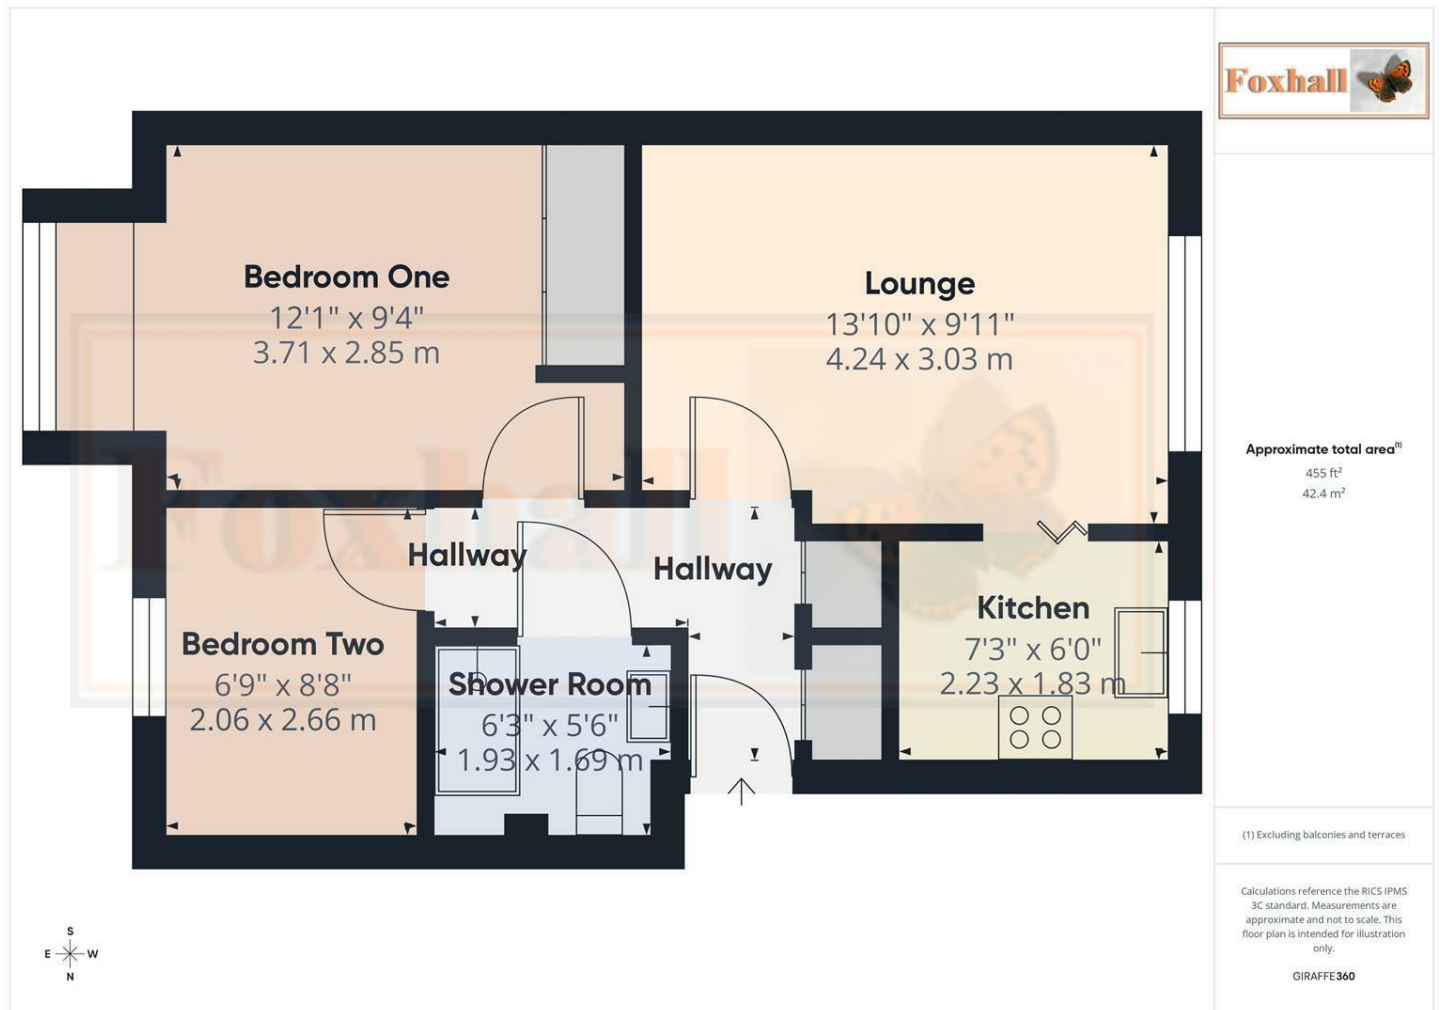 Foxhall
Bedroom One
12'1" x 9'4"
3.71 x 2.85 m
Lounge
13'10" x 9'11"
4.24 x 3.03 m
Foxhall
Hallway
Hallway
Bedroom Two
6'9" x 8'8"
2.06 x 2.66 m
Shower Room
6'3" x 5'6"
1.93 x 1.69 m
Kitchen
7'3" x 6'0"
2.23 x 1.83 m
S
E W
N
Approximate total area(1)
455 ft²
42.4 m²
(1) Excluding balconies and terraces
Calculations reference the RICS IPMS
3C standard. Measurements are
approximate and not to scale. This
floor plan is intended for illustration
only.
GIRAFFE360